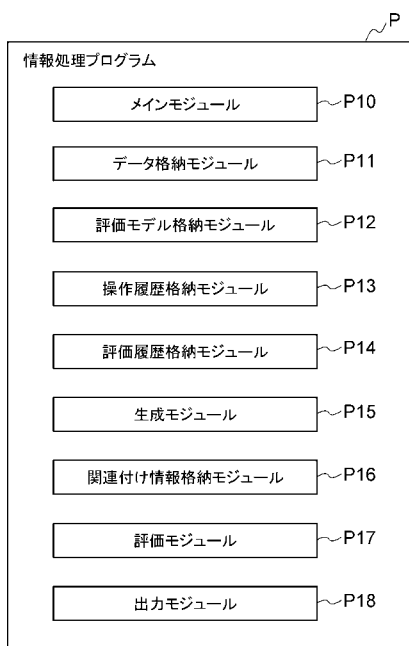 P
情報処理プログラム
メインモジュール P10
データ格納モジュール P11
評価モデル格納モジュール P12
操作履歴格納モジュール P13
評価履歴格納モジュール P14
生成モジュール P15
関連付け情報格納モジュール P16
評価モジュール P17
出力モジュール P18